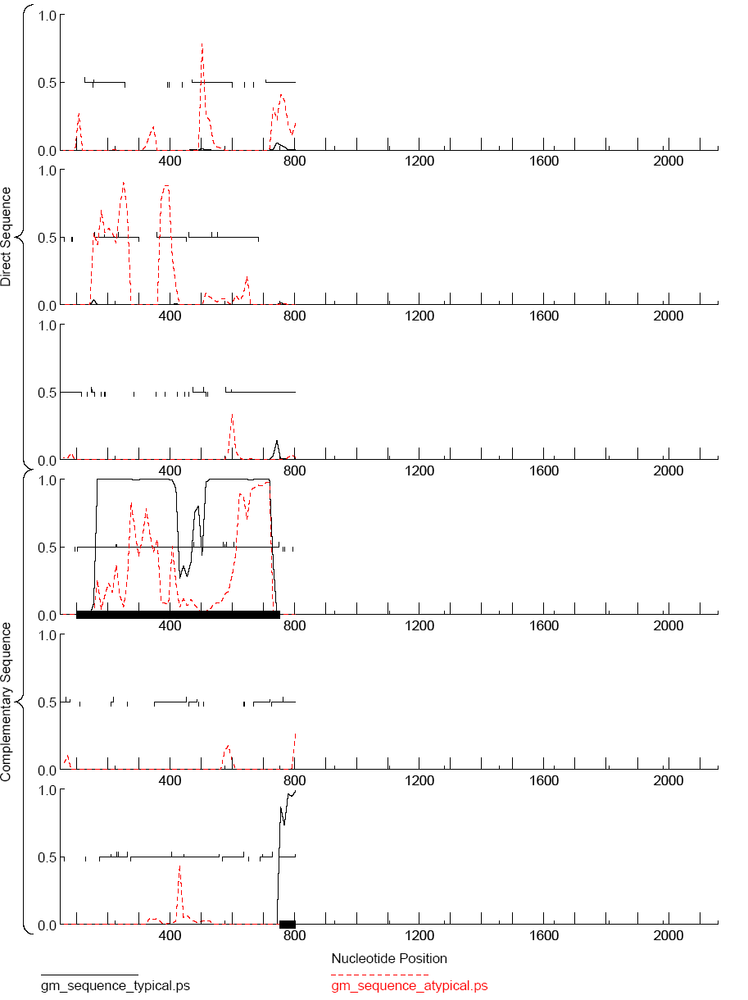 1.0
0.5
0.0
400 800 1200 1600 2000
1.0
0.5
0.0
400 800 1200 1600 2000
Direct Sequence
1.0
0.5
0.0
400 800 1200 1600 2000
1.0
0.5
0.0
400 800 1200 1600 2000
1.0
0.5
0.0
400 800 1200 1600 2000
Complementary Sequence
1.0
0.5
0.0
400 800 1200 1600 2000
Nucleotide Position
gm_sequence_typical.ps
gm_sequence_atypical.ps